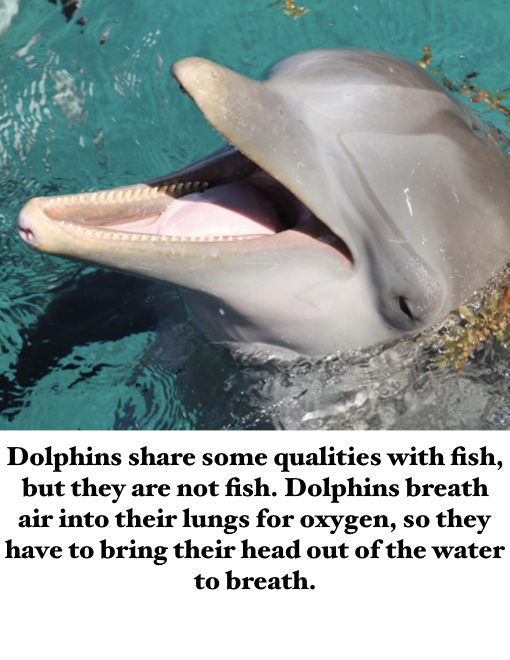 Dolphins share some qualities with fish,
but they are not fish. Dolphins breath
air into their lungs for oxygen, so they
have to bring their head out of the water
to breath.